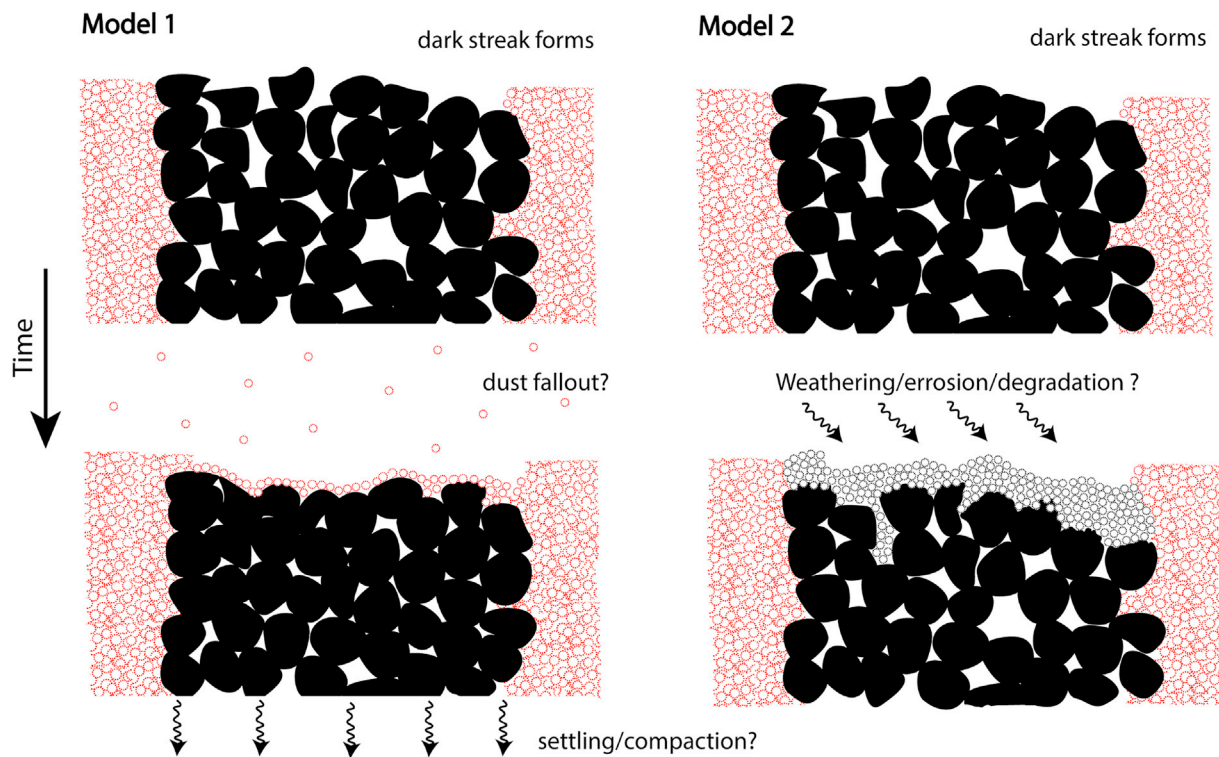 Model 1
dark streak forms
Model 2
dark streak forms
Time
dust fallout?
Weathering/errosion/degradation ?
settling/compaction?